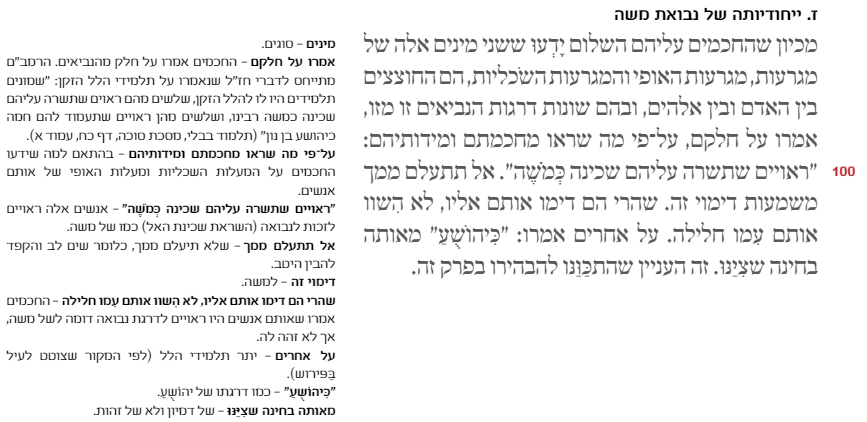 ז. ייחודיותה של נבואת משה
מכיון שהחכמים עליהם השלום יָדְעוּ ששני מינים אלה של
מגרעות, מגרעות האופי והמגרעות השׂכליות, הם החוצצים
בין האדם ובין אלהים, ובהם שונות דרגות הנביאים זו מזו,
אמרו על חלקם, על־פי מה שראו מחכמתם ומידותיהם:
100
"ראויים שתשרה עליהם שכינה כְּמֹשֶׁה". אל תתעלם ממך
משמעות דימוי זה. שהרי הם דימו אותם אליו, לא הִשוו
אותם עִמו חלילה. על אחרים אמרו: "כִּיהוֹשֻׁעַ" מאותה
בחינה שצִיַּנּוּ. זה העניין שהתכַּוַּנּו להבהירו בפרק זה.
מינים – סוגים.
אמרו על חלקם – החכמים אמרו על חלק מהנביאים. הרמב"ם
מתייחס לדברי חז"ל שנאמרו על תלמידי הלל הזקן: "שמונים
תלמידים היו לו להלל הזקן, שלשים מהם ראוים שתשרה עליהם
שכינה כמשה רבינו, ושלשים מהן ראויים שתעמוד להם חמה
כיהושע בן נון" (תלמוד בבלי, מסכת סוכה, דף כח, עמוד א).
על־פי מה שראו מחכמתם ומידותיהם – בהתאם למה שידעו
החכמים על המעלות השכליות ומעלות האופי של אותם
אנשים.
"ראויים שתשרה עליהם שכינה כְּמֹשֶׁה" – אנשים אלה ראויים
לזכות לנבואה (השראת שכינת האל) כמו של משה.
אל תתעלם ממך – שלא תיעלם ממך, כלומר שים לב והקפד
להבין היטב.
דימוי זה – למשה.
שהרי הם דימו אותם אליו, לא הִשוו אותם עִמו חלילה – החכמים
אמרו שאותם אנשים היו ראויים לדרגת נבואה דומה לשל משה,
אך לא זהה לה.
על אחרים – יתר תלמידי הלל (לפי המקור שצוטט לעיל
בַּפֵּירוש).
"כִּיהוֹשֻׁעַ" – כמו דרגתו של יהוֹשֻׁעַ.
מאותה בחינה שצִיַּנּוּ – של דמיון ולא של זהות.